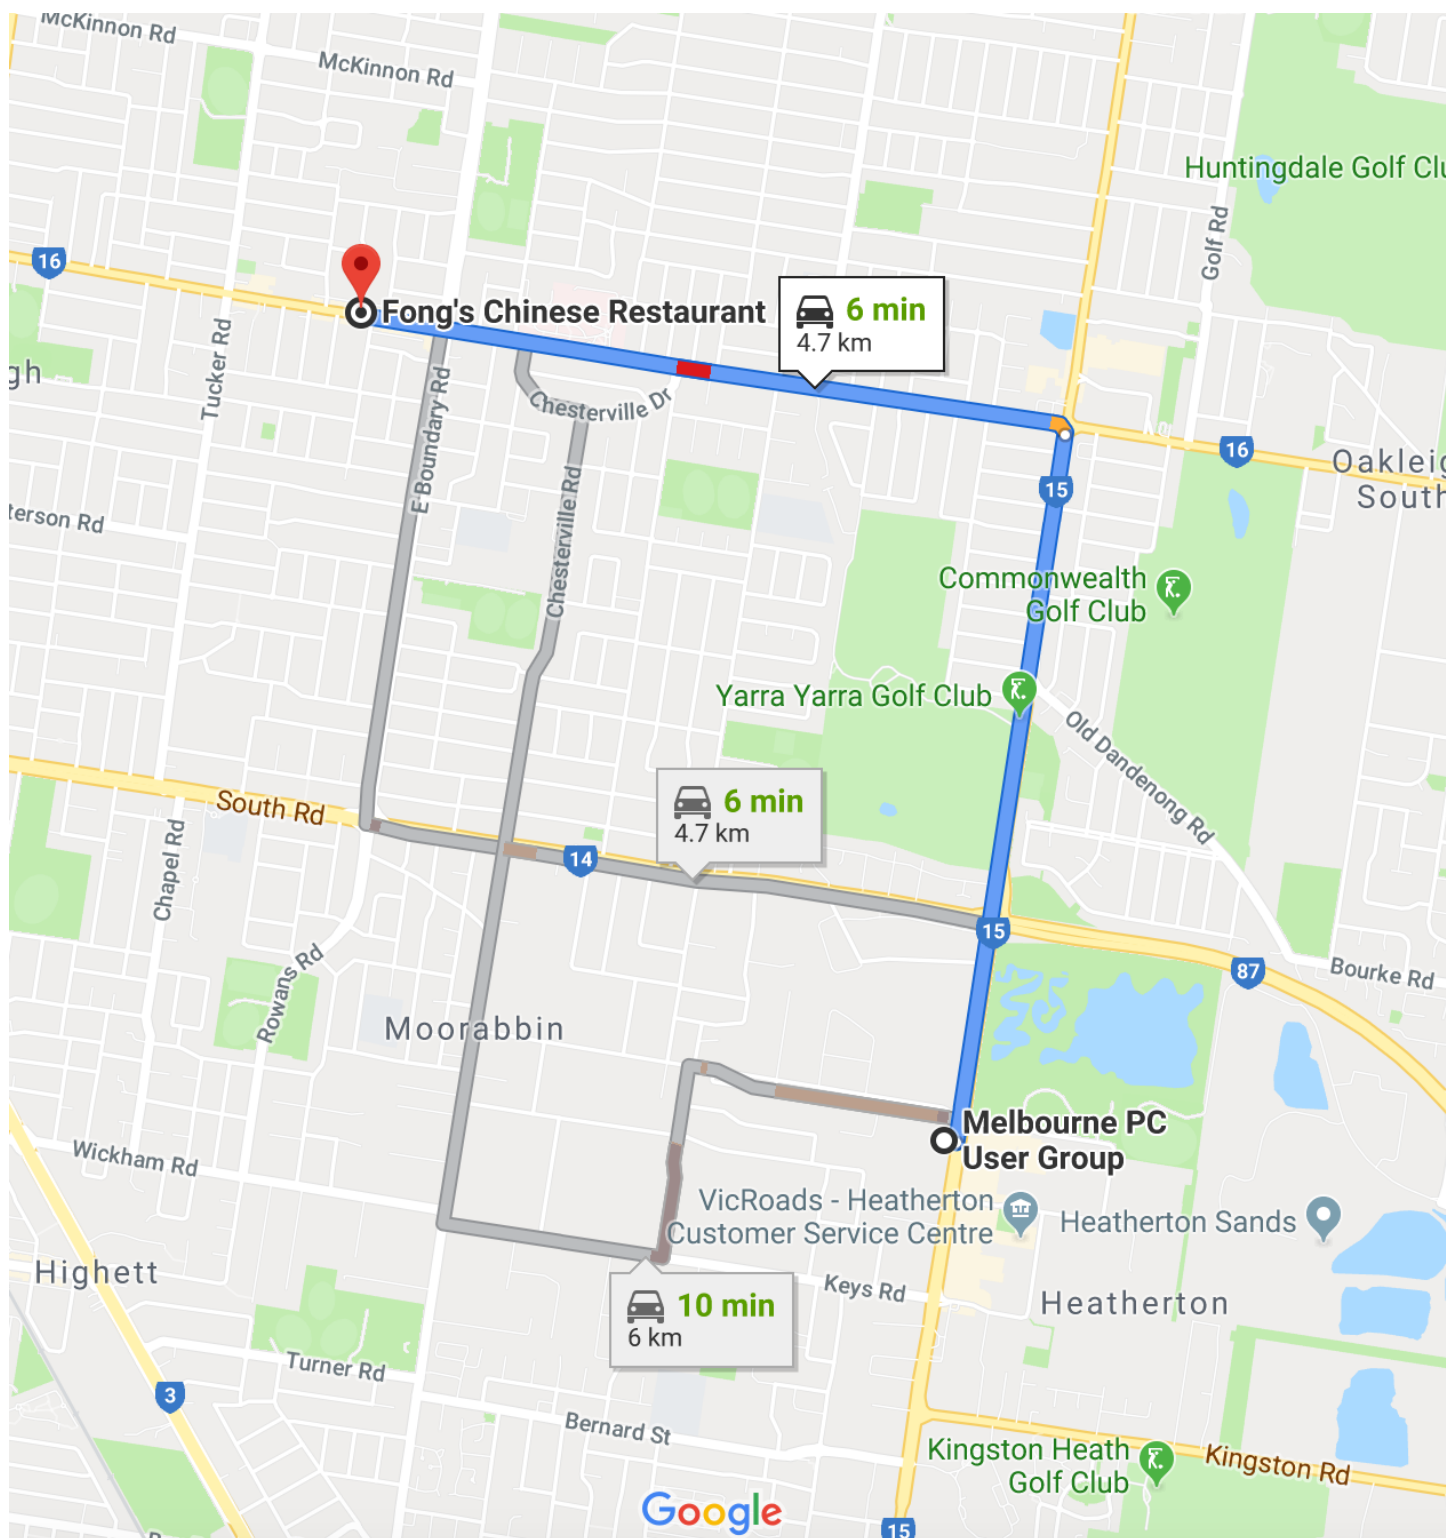 McKinnon Rd
McKinnon Rd
Huntingdale Golf Clu
Golf Rd
16
Fong's Chinese Restaurant
6 min
4.7 km
Tucker Rd
gh
E Boundary Rd
Chesterville Dr
16
Oakleig
South
15
Chesterville Rd
terson Rd
Commonwealth
Golf Club
Yarra Yarra Golf Club
Old Dandenong Rd
South Rd
6 min
4.7 km
14
Chapel Rd
15
87
Bourke Rd
Rowans Rd
Moorabbin
Melbourne PC
User Group
Wickham Rd
VicRoads - Heatherton
Customer Service Centre
Heatherton Sands
Highett
Keys Rd
Heatherton
10 min
6 km
Turner Rd
3
Bernard St
Kingston Heath
Golf Club
Kingston Rd
Google
15